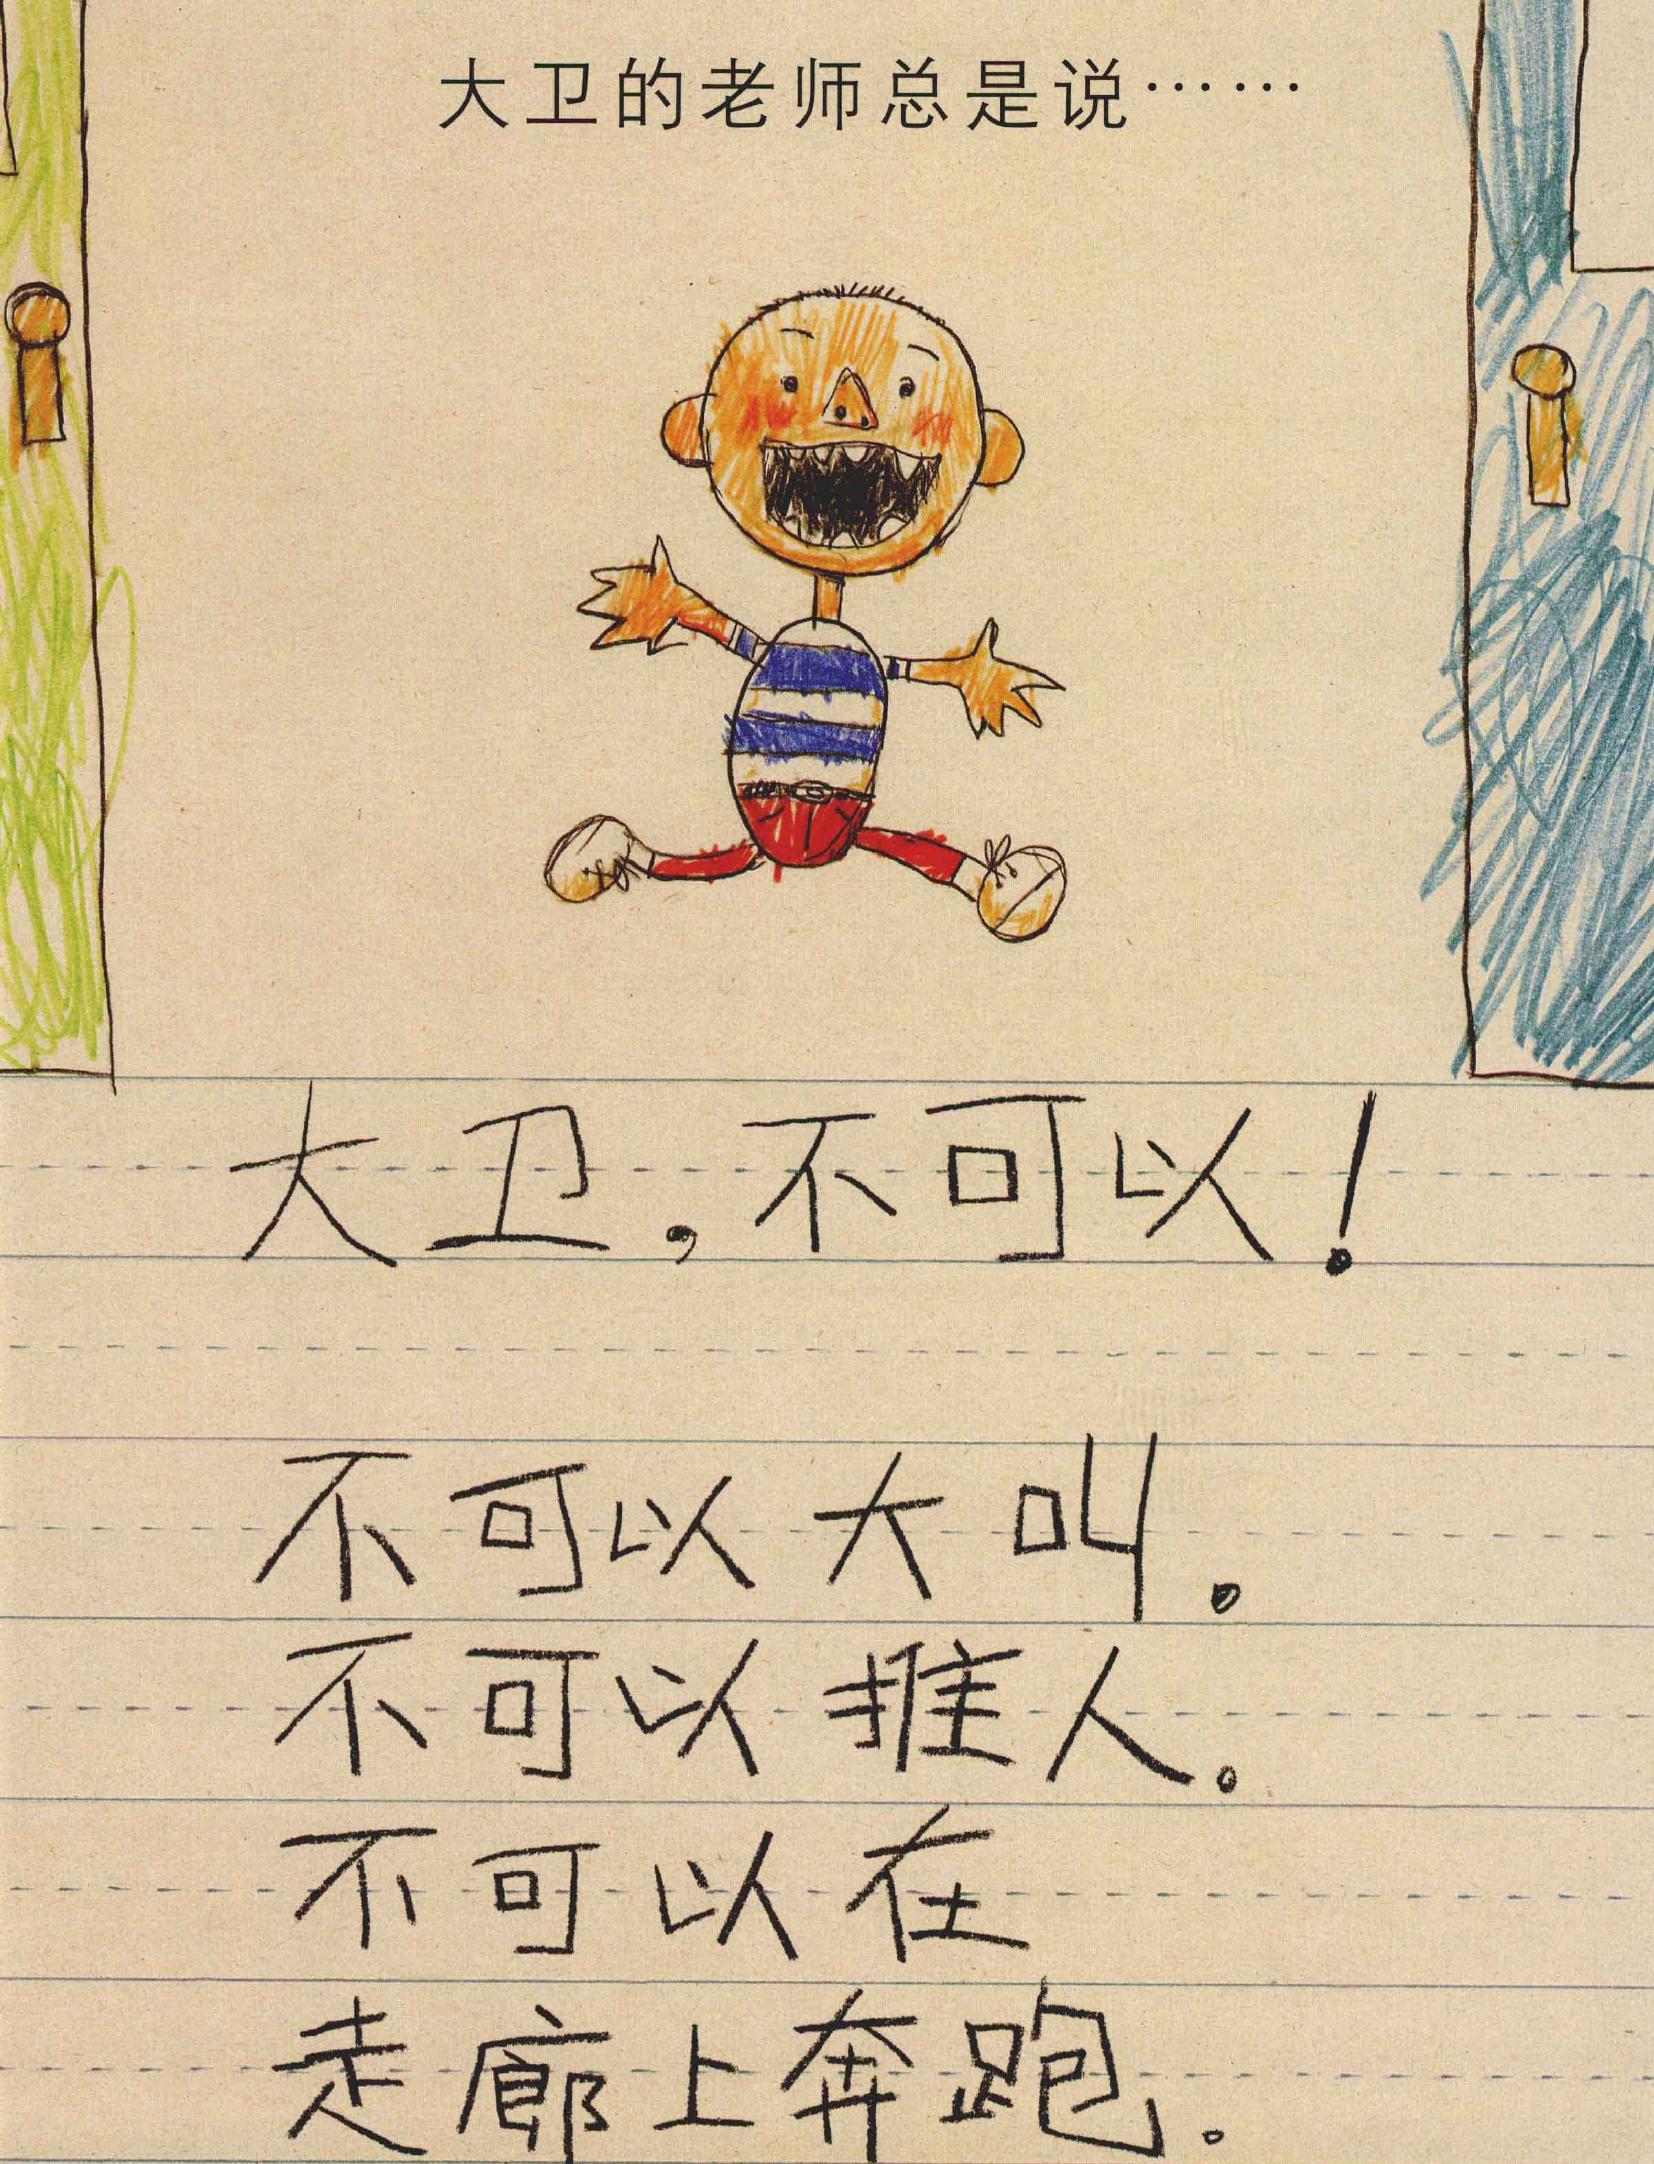 大卫的老师总是说……
大卫,不可以!
不可以大叫。
不可以推人。
不可以在
走廊上奔跑。